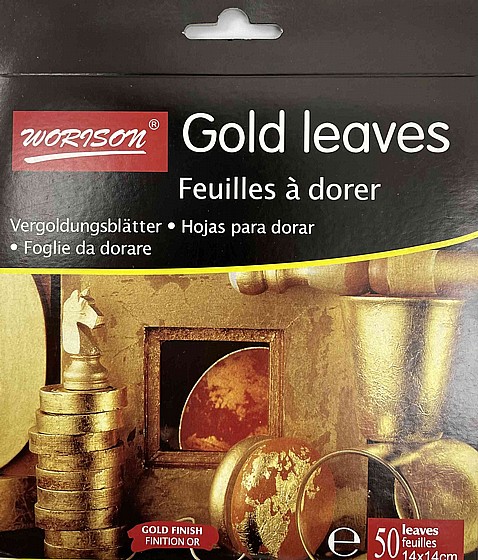 WORISON®
Gold leaves
Feuilles à dorer
Vergoldungsblätter • Hojas para dorar
• Foglie da dorare
GOLD FINISH
FINITION OR
e
50 leaves
feuilles
14x14cm